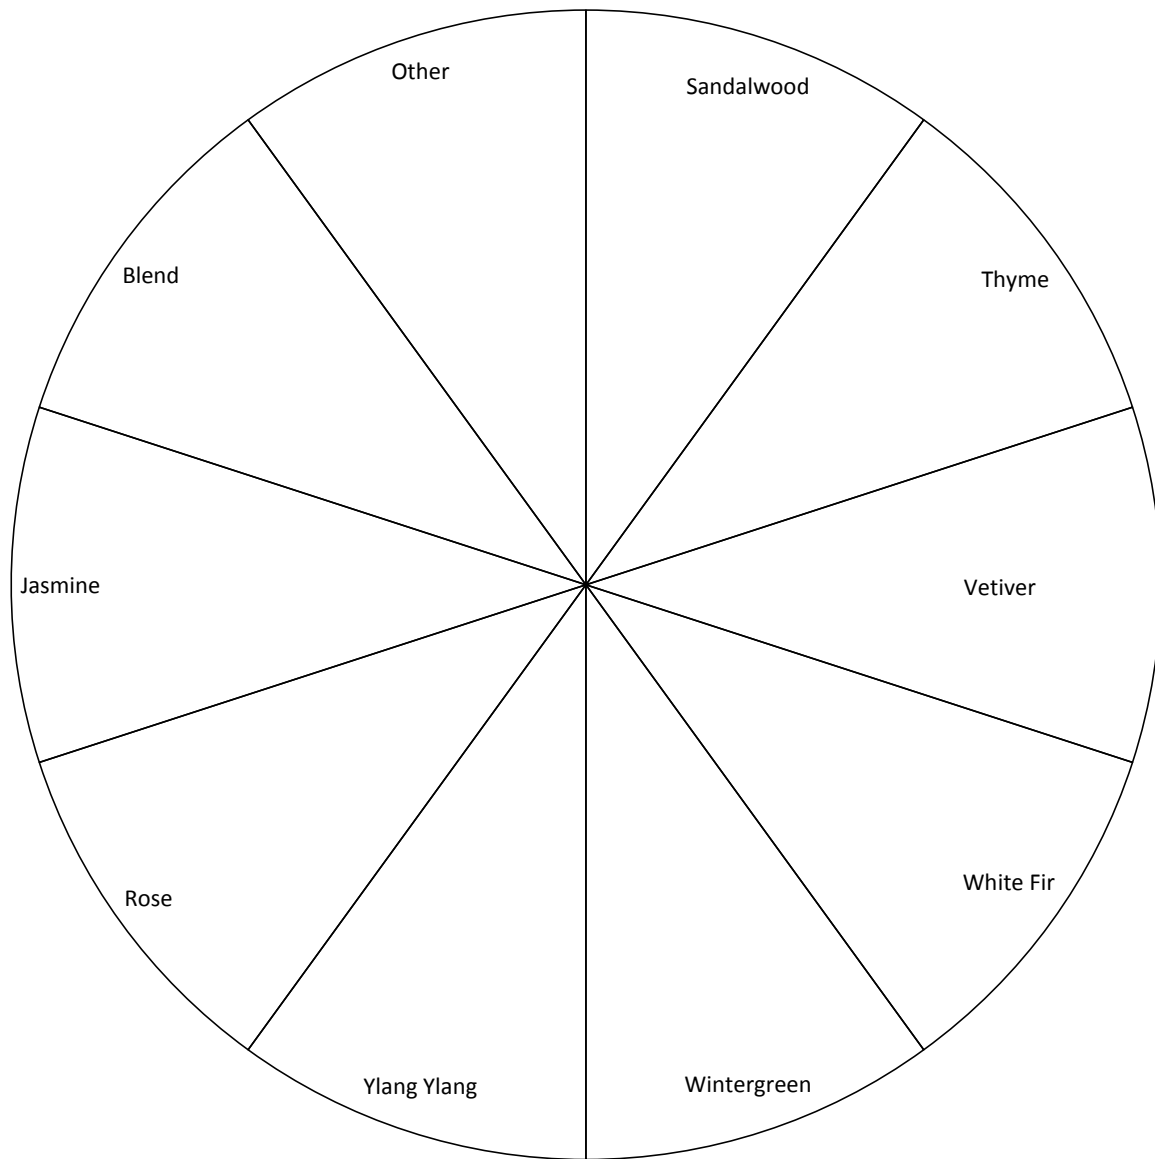 Other
Sandalwood
Blend
Thyme
Jasmine
Vetiver
Rose
White Fir
Ylang Ylang
Wintergreen